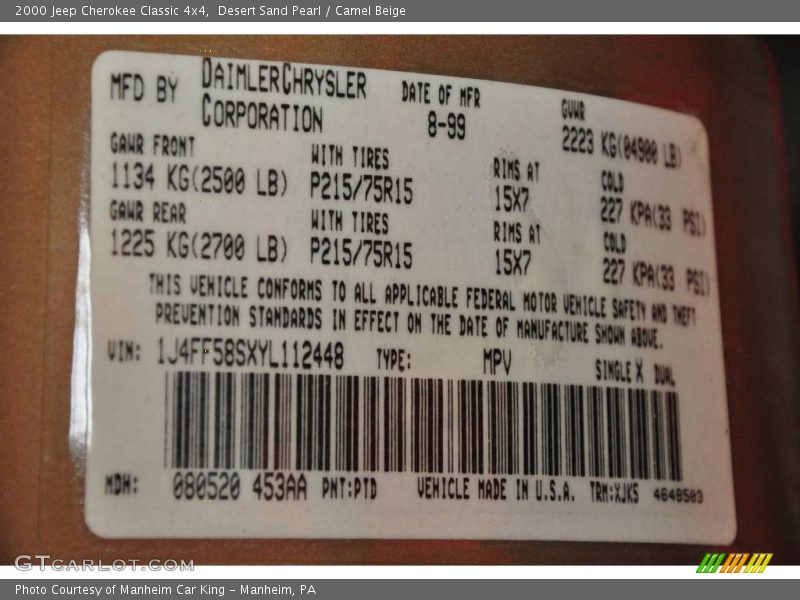 2000 Jeep Cherokee Classic 4x4, Desert Sand Pearl / Camel Beige
MFD BY DAIMLERCHRYSLER CORPORATION
DATE OF MFR 8-99
GVWR 2223 KG(04900 LB)
GAWR FRONT WITH TIRES RIMS AT COLD
1134 KG(2500 LB) P215/75R15 15X7 227 KPA(33 PSI)
GAWR REAR WITH TIRES RIMS AT COLD
1225 KG(2700 LB) P215/75R15 15X7 227 KPA(33 PSI)
THIS VEHICLE CONFORMS TO ALL APPLICABLE FEDERAL MOTOR VEHICLE SAFETY AND THEFT
PREVENTION STANDARDS IN EFFECT ON THE DATE OF MANUFACTURE SHOWN ABOVE.
VIN: 1J4FF58SXYL112448 TYPE: MPV SINGLE X DUAL
MDH: 080520 453AA PNT:PTD VEHICLE MADE IN U.S.A. TRM:XJK5 4648503
GTCARLOT.COM
Photo Courtesy of Manheim Car King – Manheim, PA